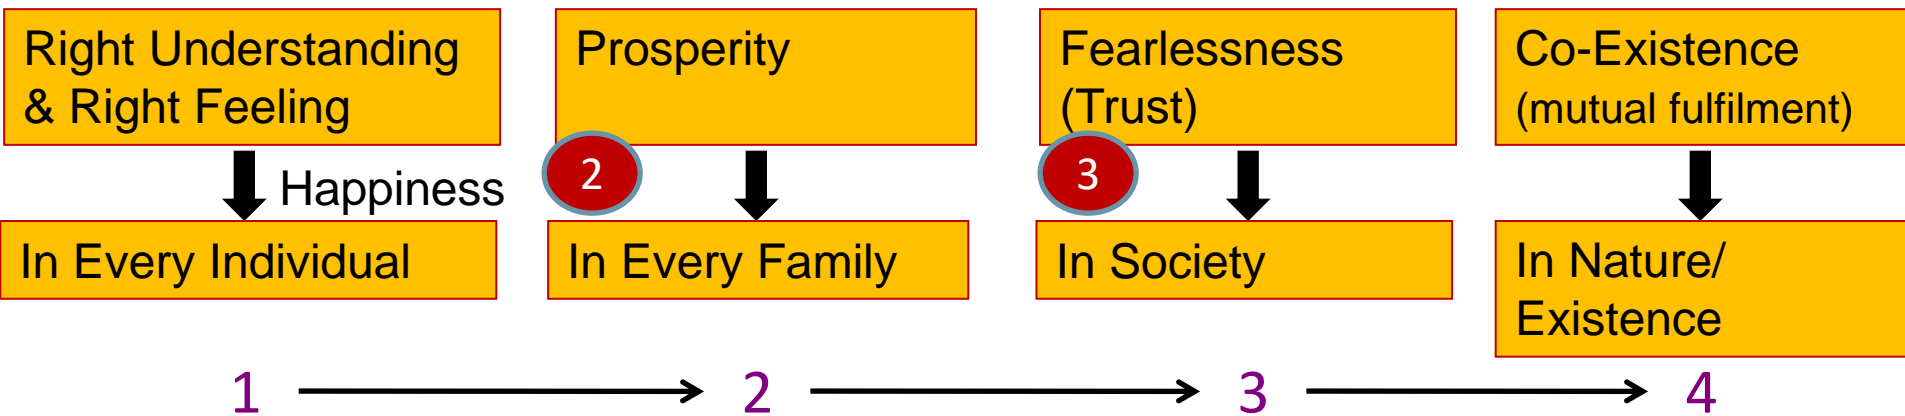 Right Understanding
& Right Feeling
Prosperity
Fearlessness
(Trust)
Co-Existence
(mutual fulfilment)
Happiness
2
3
In Every Individual
In Every Family
In Society
In Nature/
Existence
1
2
3
4